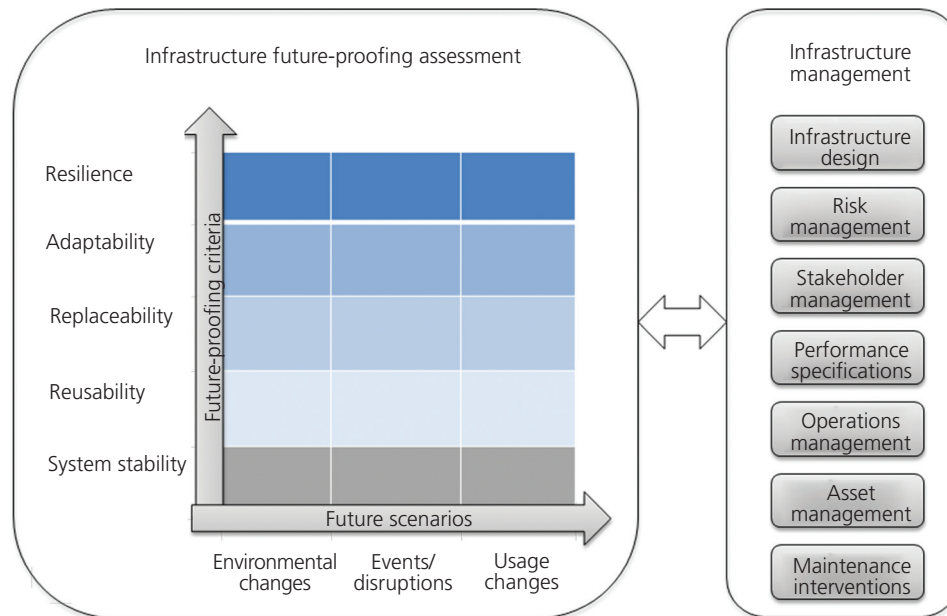 Infrastructure future-proofing assessment
Resilience
Adaptability
Replaceability
Reusability
System stability
Future-proofing criteria
Future scenarios
Environmental
changes
Events/
disruptions
Usage
changes
Infrastructure
management
Infrastructure
design
Risk
management
Stakeholder
management
Performance
specifications
Operations
management
Asset
management
Maintenance
interventions